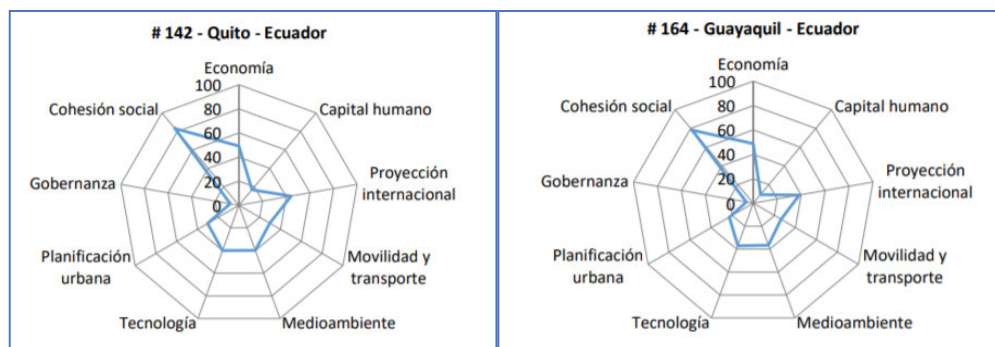 # 142 - Quito - Ecuador
Economía
100
80
60
40
20
0
Capital humano
Proyección
internacional
Movilidad y
transporte
Medioambiente
Tecnología
Planificación
urbana
Gobernanza
Cohesión social
# 164 - Guayaquil - Ecuador
Economía
100
80
60
40
20
0
Capital humano
Proyección
internacional
Movilidad y
transporte
Medioambiente
Tecnología
Planificación
urbana
Gobernanza
Cohesión social